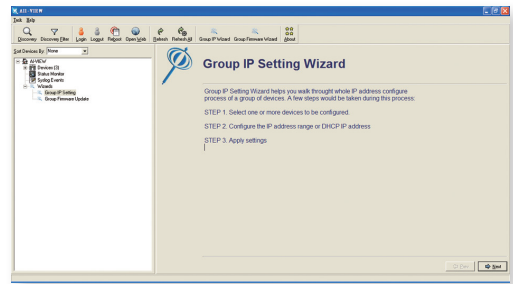 AIS-VIEW
Task Help
Discovery Discovery Filter Login Logout Reboot Open Web Refresh Refresh All Group IP Wizard Group Firmware Wizard About
Sort Devices By: None
AI-VIEW
Devices (3)
Status Monitor
Syslog Events
Wizards
Group IP Setting
Group Firmware Update
Group IP Setting Wizard
Group IP Setting Wizard helps you walk throught whole IP address configure
process of a group of devices. A few steps would be taken during this process:
STEP 1. Select one or more devices to be configured.
STEP 2. Configure the IP address range or DHCP IP address
STEP 3. Apply settings
Prev Next